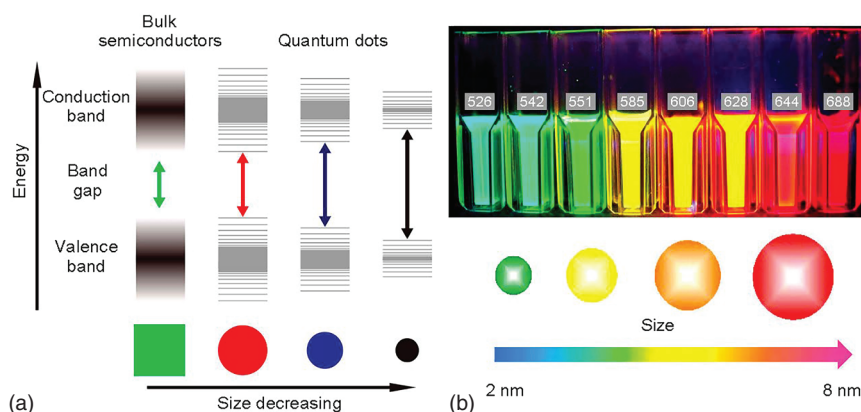 Bulk
semiconductors
Quantum dots
Energy
Conduction
band
Band
gap
Valence
band
(a)
Size decreasing
526 542 551 585 606 628 644 688
Size
2 nm
8 nm
(b)